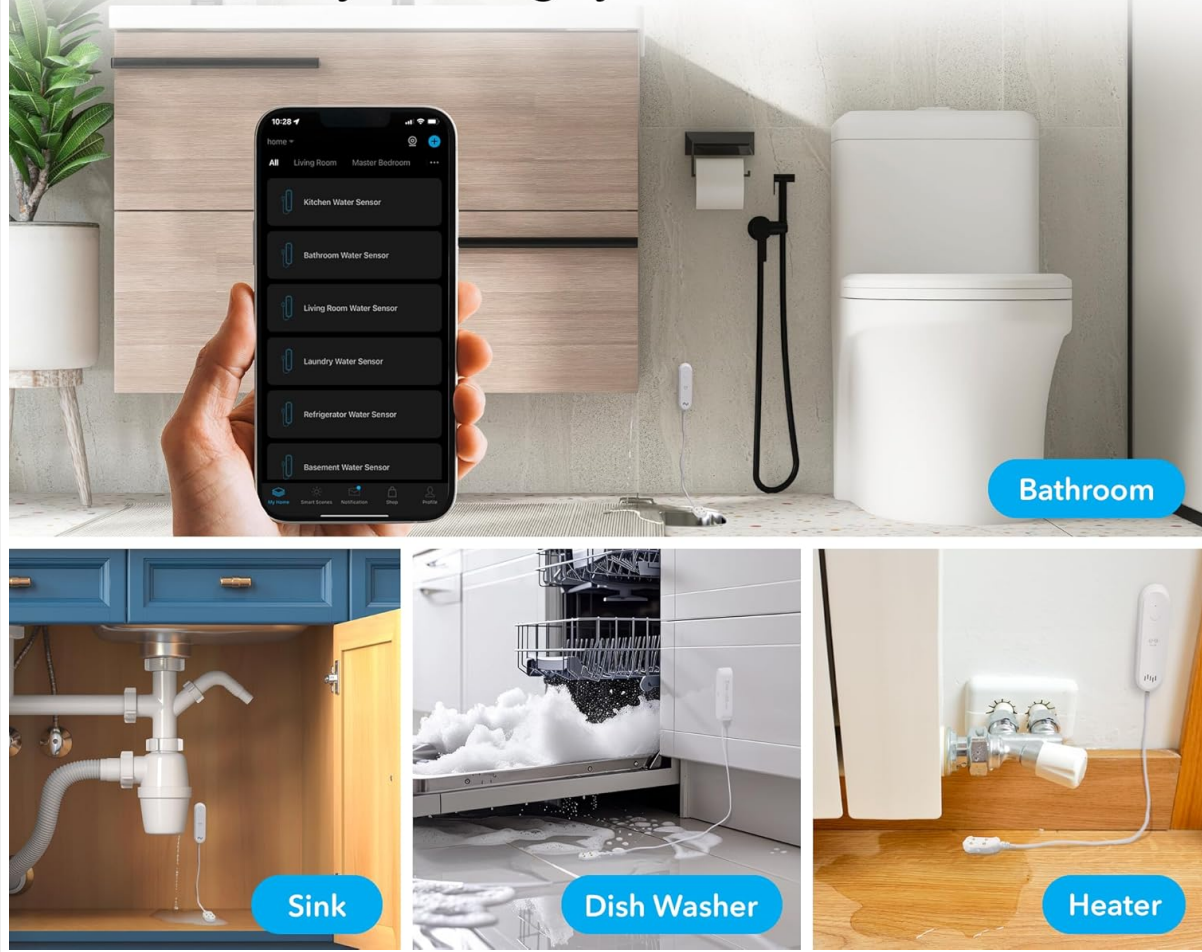 10:28
home
All Living Room Master Bedroom
Kitchen Water Sensor
Bathroom Water Sensor
Living Room Water Sensor
Laundry Water Sensor
Refrigerator Water Sensor
Basement Water Sensor
My Home Smart Scenes Notification Shop Profile
Bathroom
Sink
Dish Washer
Heater